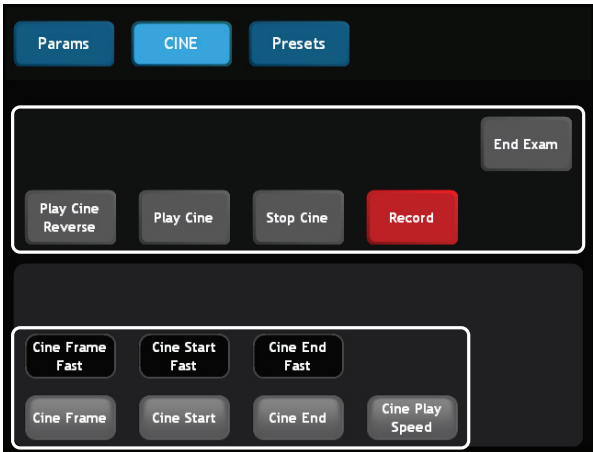 Params
CINE
Presets
End Exam
Play Cine
Reverse
Play Cine
Stop Cine
Record
Cine Frame
Fast
Cine Start
Fast
Cine End
Fast
Cine Frame
Cine Start
Cine End
Cine Play
Speed